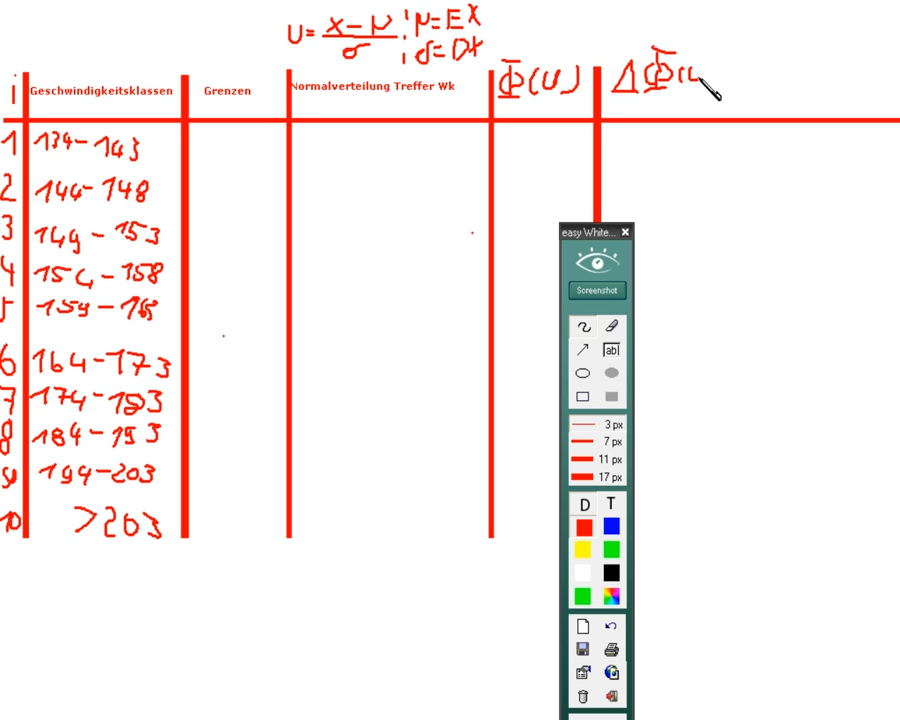 U = x-μ/σ ; μ=EX
; σ=DX
i Geschwindigkeitsklassen Grenzen Normalverteilung Treffer Wk Φ(U) ΔΦ(u
1 134-143
2 144-148
3 149-153
4 154-158
5 159-163
6 164-173
7 174-183
8 184-193
9 194-203
10 >203
easy White...
Screenshot
ab
3 px
7 px
11 px
17 px
D T